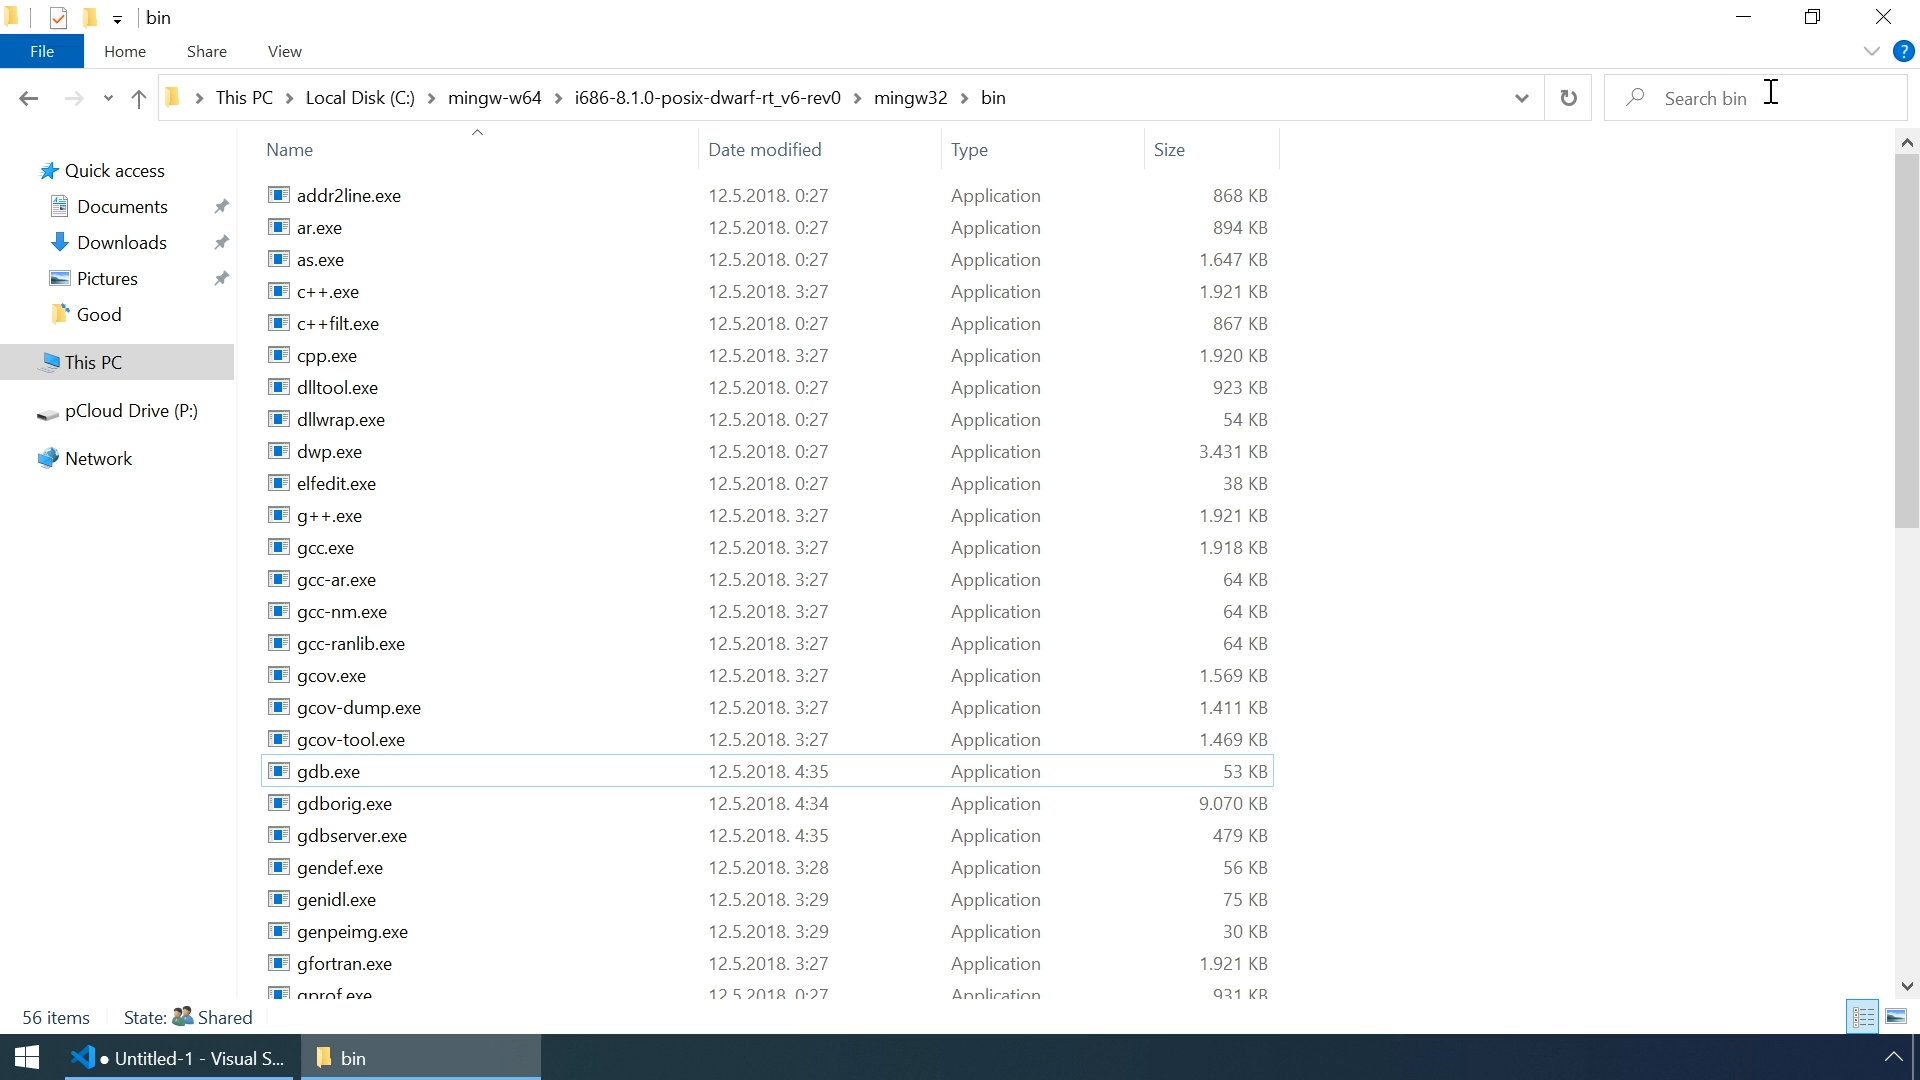 bin
File Home Share View
This PC Local Disk (C:) mingw-w64 i686-8.1.0-posix-dwarf-rt_v6-rev0 mingw32 bin Search bin
Name Date modified Type Size
Quick access
Documents
Downloads
Pictures
Good
This PC
pCloud Drive (P:)
Network
addr2line.exe 12.5.2018. 0:27 Application 868 KB
ar.exe 12.5.2018. 0:27 Application 894 KB
as.exe 12.5.2018. 0:27 Application 1.647 KB
c++.exe 12.5.2018. 3:27 Application 1.921 KB
c++filt.exe 12.5.2018. 0:27 Application 867 KB
cpp.exe 12.5.2018. 3:27 Application 1.920 KB
dlltool.exe 12.5.2018. 0:27 Application 923 KB
dllwrap.exe 12.5.2018. 0:27 Application 54 KB
dwp.exe 12.5.2018. 0:27 Application 3.431 KB
elfedit.exe 12.5.2018. 0:27 Application 38 KB
g++.exe 12.5.2018. 3:27 Application 1.921 KB
gcc.exe 12.5.2018. 3:27 Application 1.918 KB
gcc-ar.exe 12.5.2018. 3:27 Application 64 KB
gcc-nm.exe 12.5.2018. 3:27 Application 64 KB
gcc-ranlib.exe 12.5.2018. 3:27 Application 64 KB
gcov.exe 12.5.2018. 3:27 Application 1.569 KB
gcov-dump.exe 12.5.2018. 3:27 Application 1.411 KB
gcov-tool.exe 12.5.2018. 3:27 Application 1.469 KB
gdb.exe 12.5.2018. 4:35 Application 53 KB
gdborig.exe 12.5.2018. 4:34 Application 9.070 KB
gdbserver.exe 12.5.2018. 4:35 Application 479 KB
gendef.exe 12.5.2018. 3:28 Application 56 KB
genidl.exe 12.5.2018. 3:29 Application 75 KB
genpeimg.exe 12.5.2018. 3:29 Application 30 KB
gfortran.exe 12.5.2018. 3:27 Application 1.921 KB
gprof.exe 12.5.2018. 0:27 Application 931 KB
56 items State: Shared
● Untitled-1 - Visual S... bin